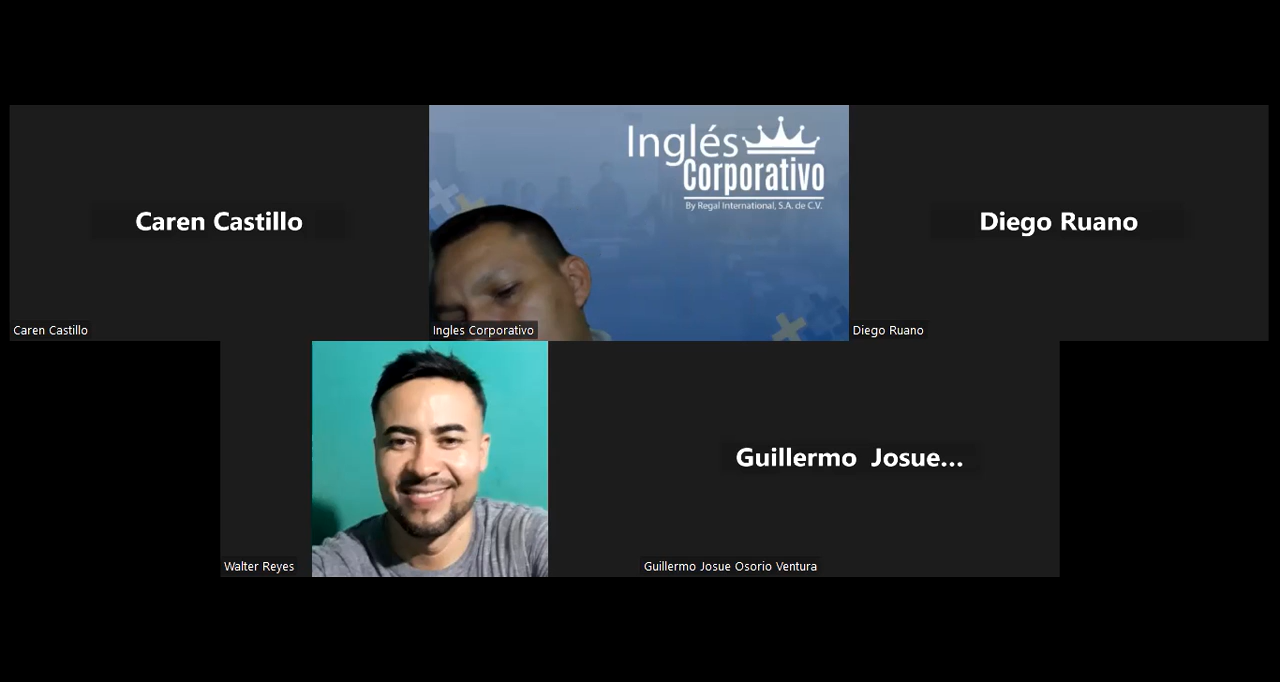 Caren Castillo
Caren Castillo
Inglés
Corporativo
By Regal International, S.A. de C.V.
Ingles Corporativo
Diego Ruano
Diego Ruano
Walter Reyes
Guillermo Josue...
Guillermo Josue Osorio Ventura